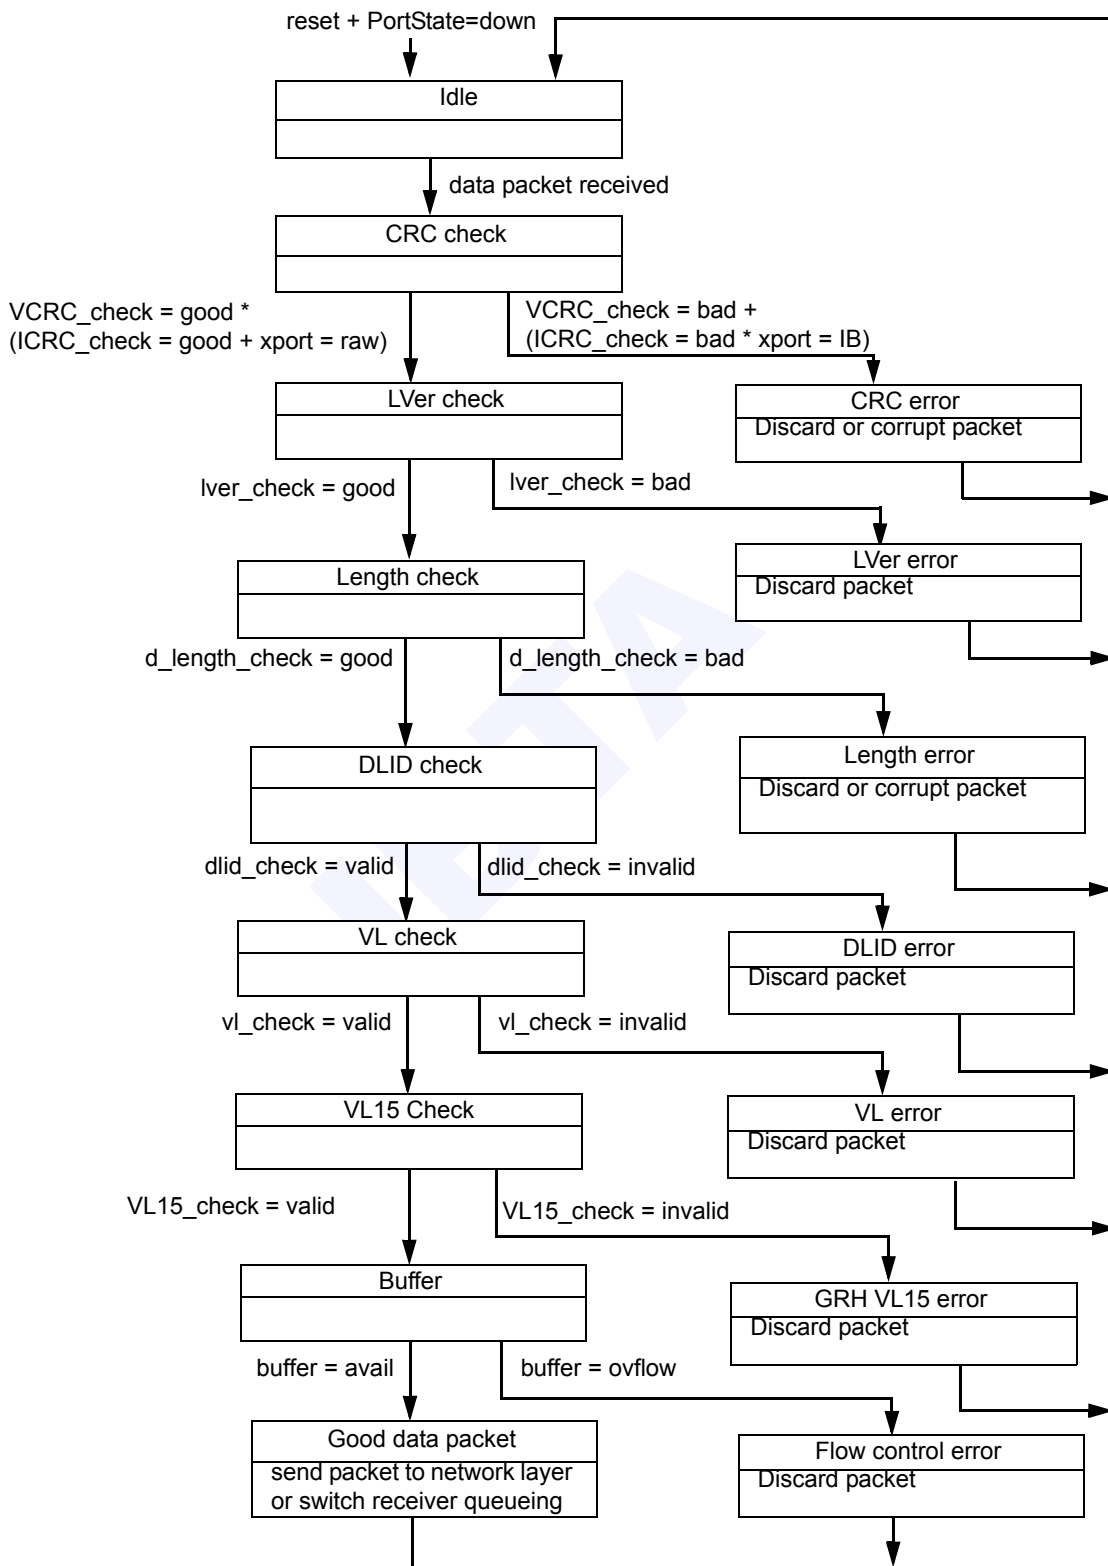 reset + PortState=down
Idle
data packet received
CRC check
VCRC_check = good *
(ICRC_check = good + xport = raw)
VCRC_check = bad +
(ICRC_check = bad * xport = IB)
LVer check
CRC error
Discard or corrupt packet
lver_check = good
lver_check = bad
LVer error
Discard packet
Length check
d_length_check = good
d_length_check = bad
DLID check
Length error
Discard or corrupt packet
dlid_check = valid
dlid_check = invalid
VL check
DLID error
Discard packet
vl_check = valid
vl_check = invalid
VL15 Check
VL error
Discard packet
VL15_check = valid
VL15_check = invalid
Buffer
GRH VL15 error
Discard packet
buffer = avail
buffer = ovflow
Good data packet
send packet to network layer
or switch receiver queueing
Flow control error
Discard packet